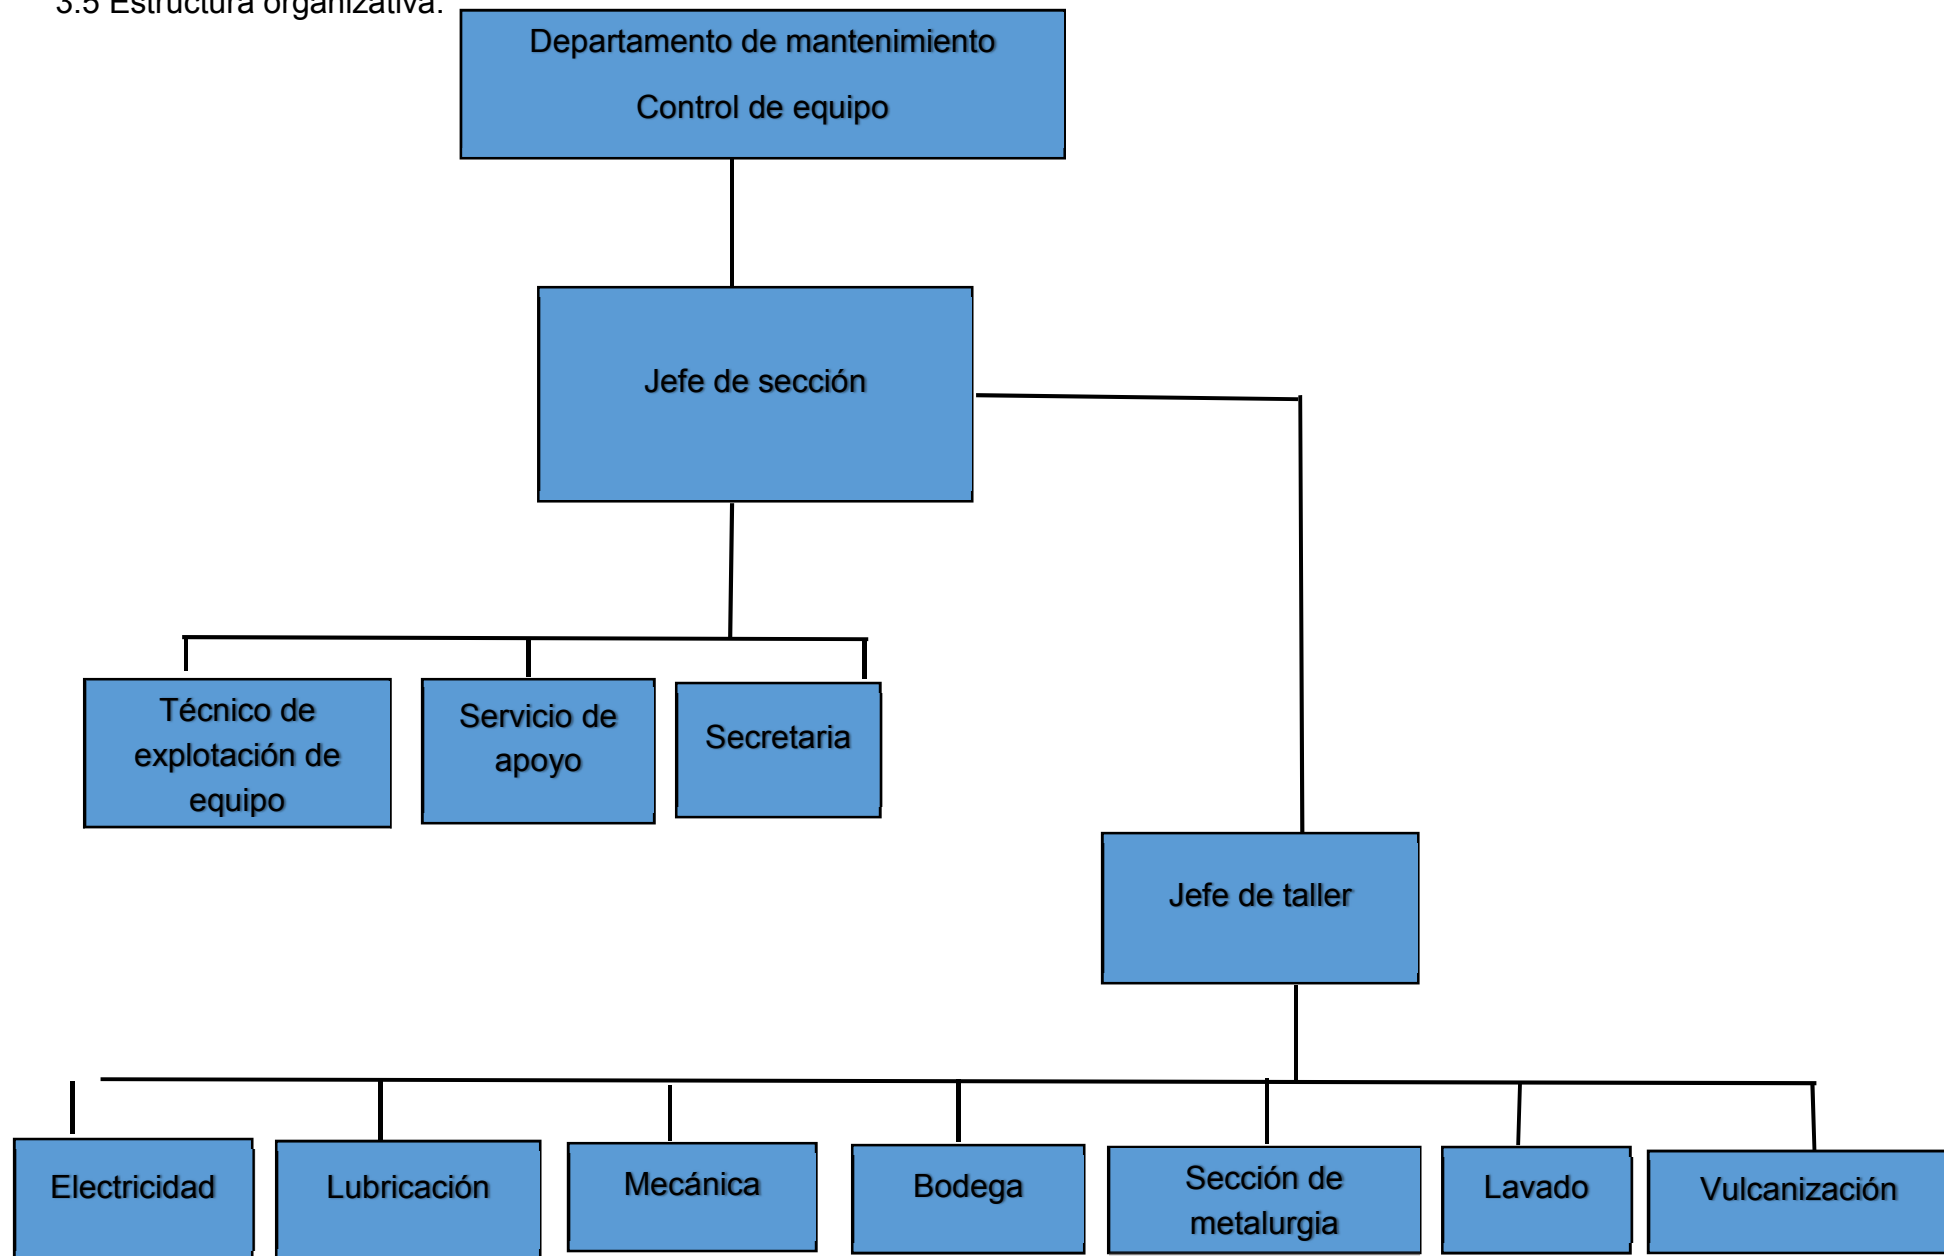 3.5 Estructura organizativa.
Departamento de mantenimiento
Control de equipo
Jefe de sección
Técnico de
explotación de
equipo
Servicio de
apoyo
Secretaria
Jefe de taller
Electricidad
Lubricación
Mecánica
Bodega
Sección de
metalurgia
Lavado
Vulcanización